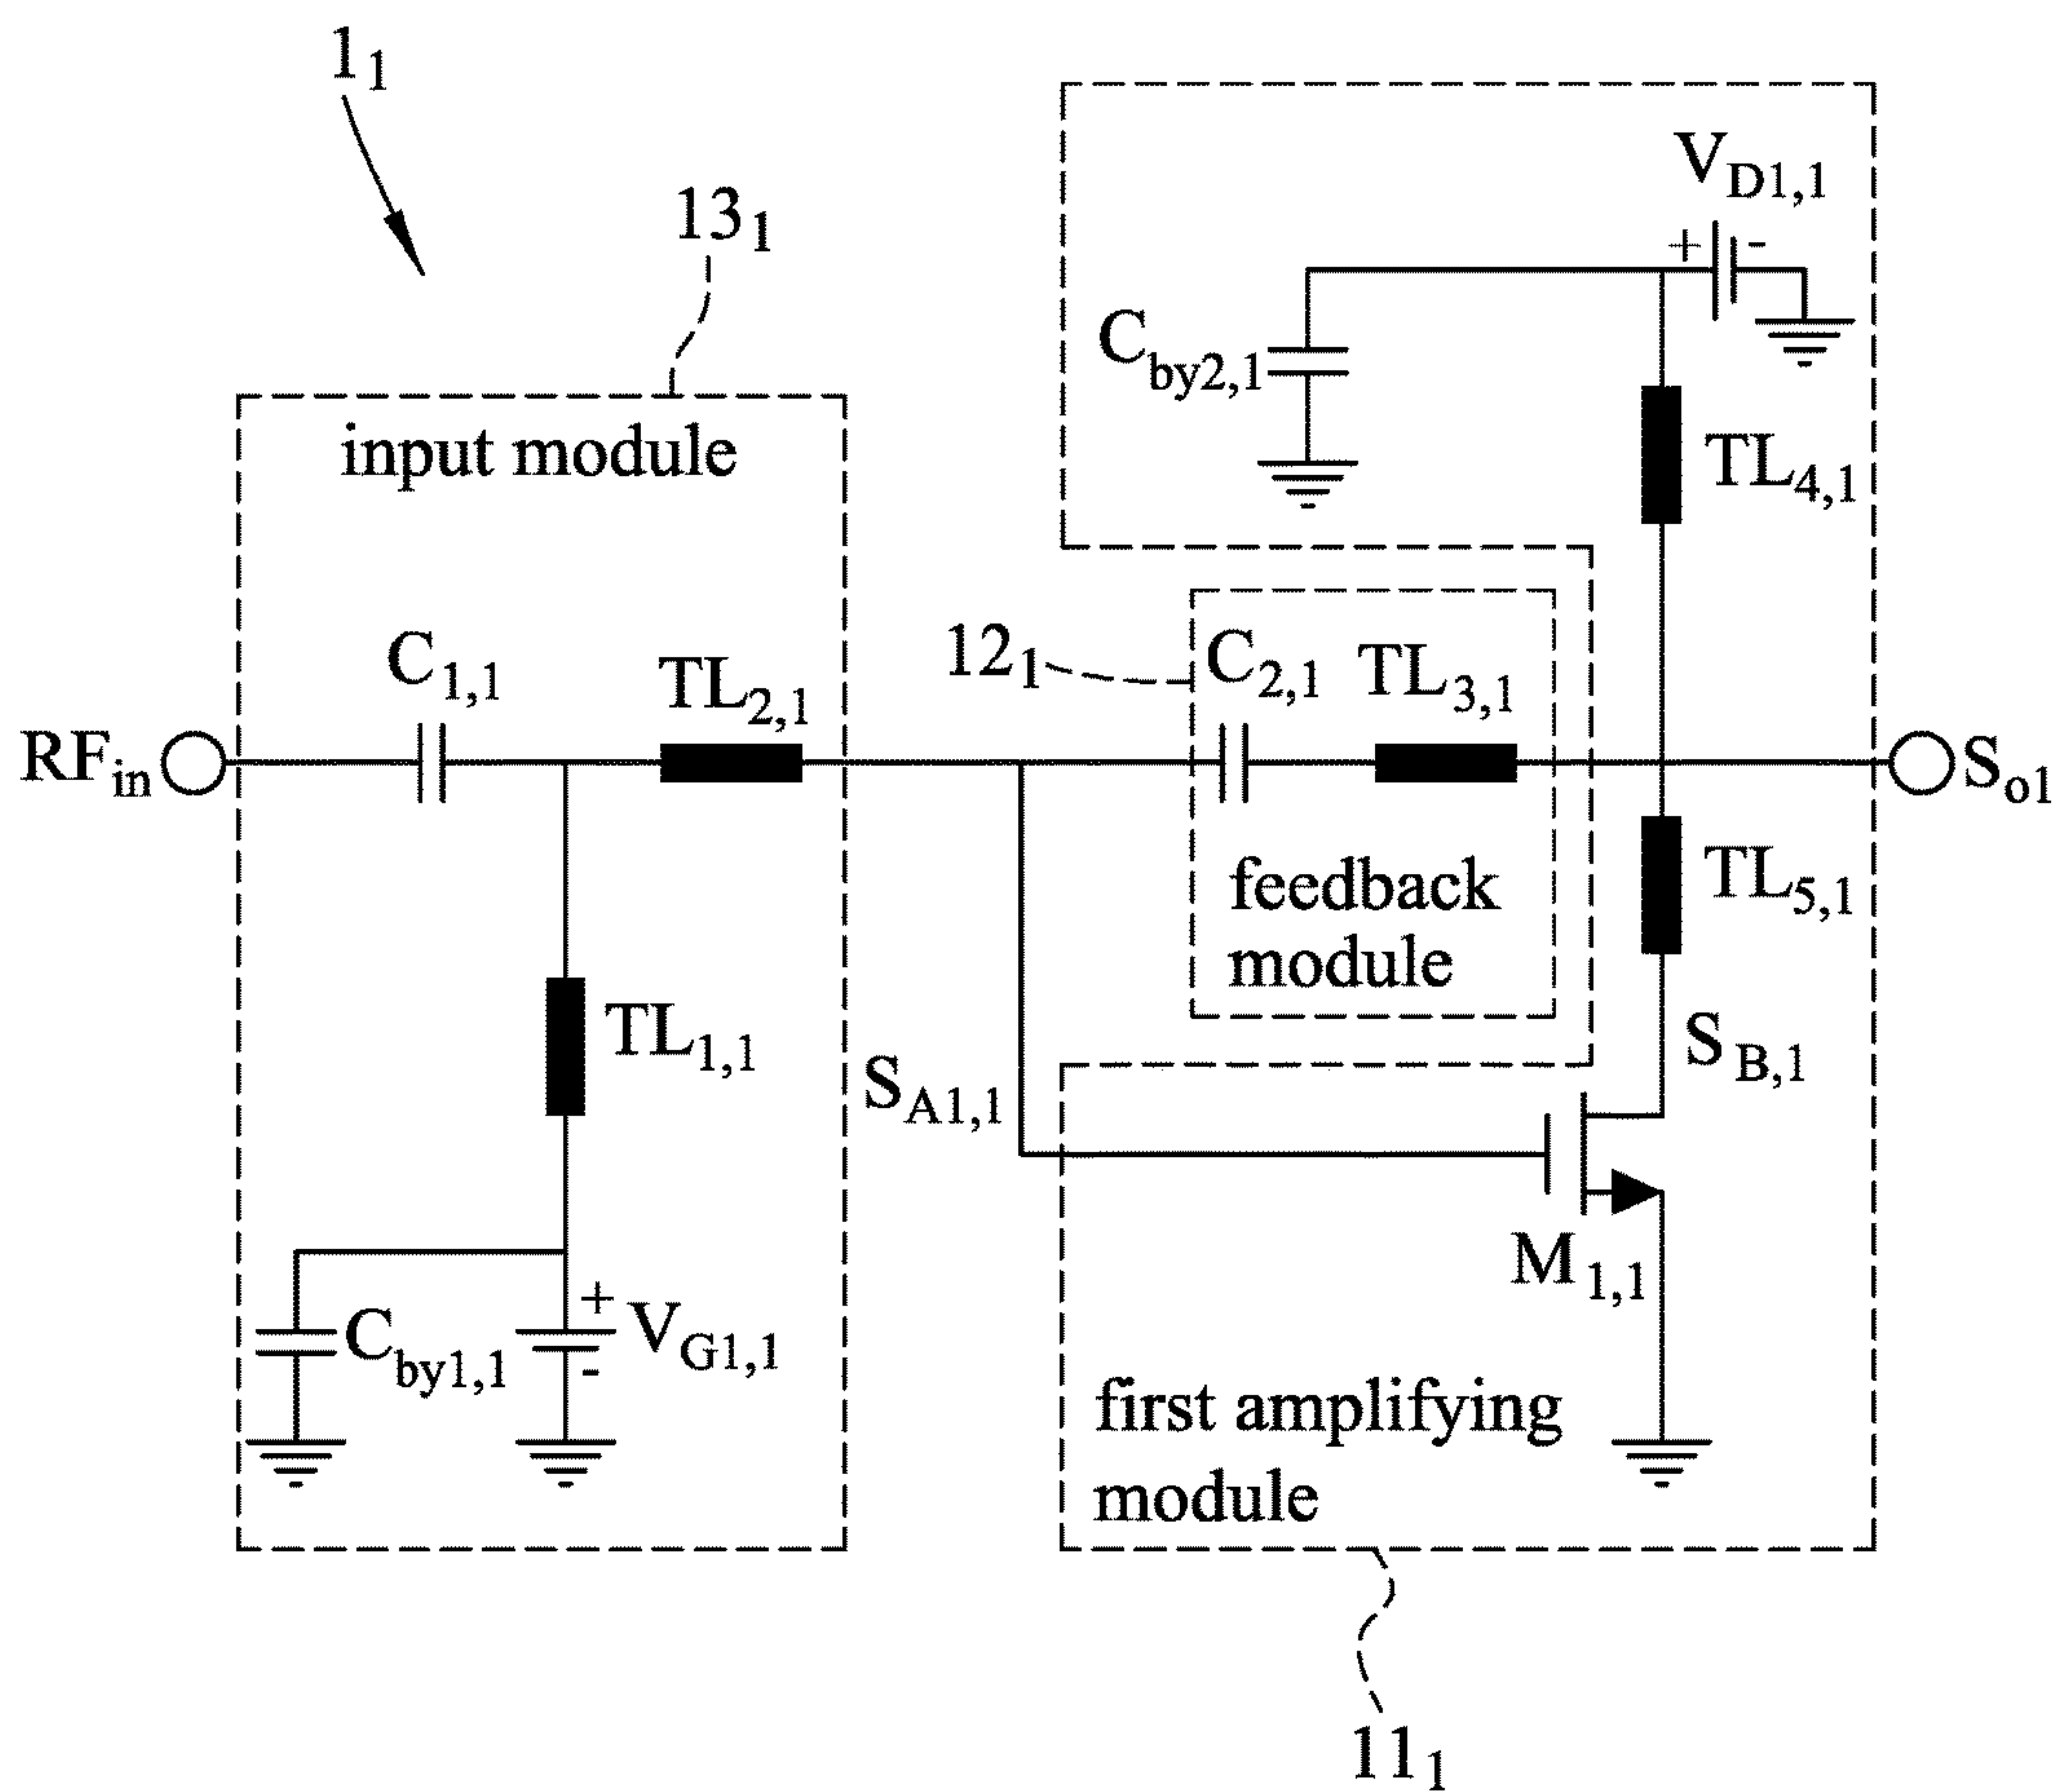 1₁
13₁
input module
V_D1,1
+ -
C_by2,1
TL_4,1
C_1,1
TL_2,1
12₁
C_2,1
TL_3,1
RF_in
S_o1
feedback
module
TL_5,1
TL_1,1
S_A1,1
S_B,1
M_1,1
C_by1,1
+
-
V_G1,1
first amplifying
module
11₁